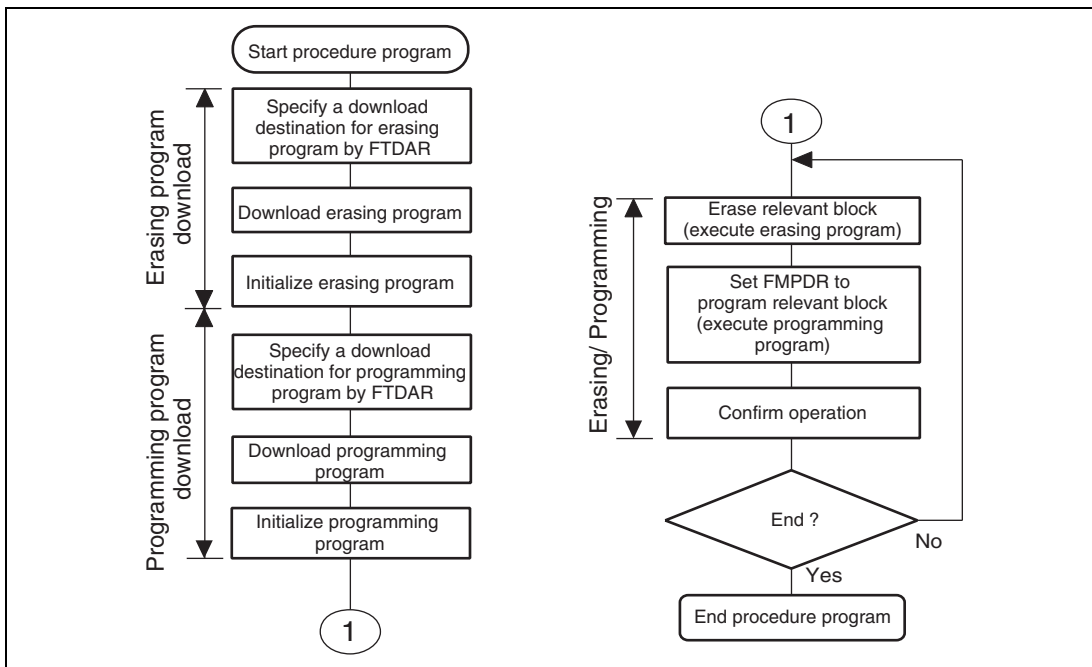 Start procedure program
Erasing program
download
Specify a download
destination for erasing
program by FTDAR
Download erasing program
Initialize erasing program
Programming program
download
Specify a download
destination for programming
program by FTDAR
Download programming
program
Initialize programming
program
1
1
Erasing/ Programming
Erase relevant block
(execute erasing program)
Set FMPDR to
program relevant block
(execute programming
program)
Confirm operation
End ?
No
Yes
End procedure program